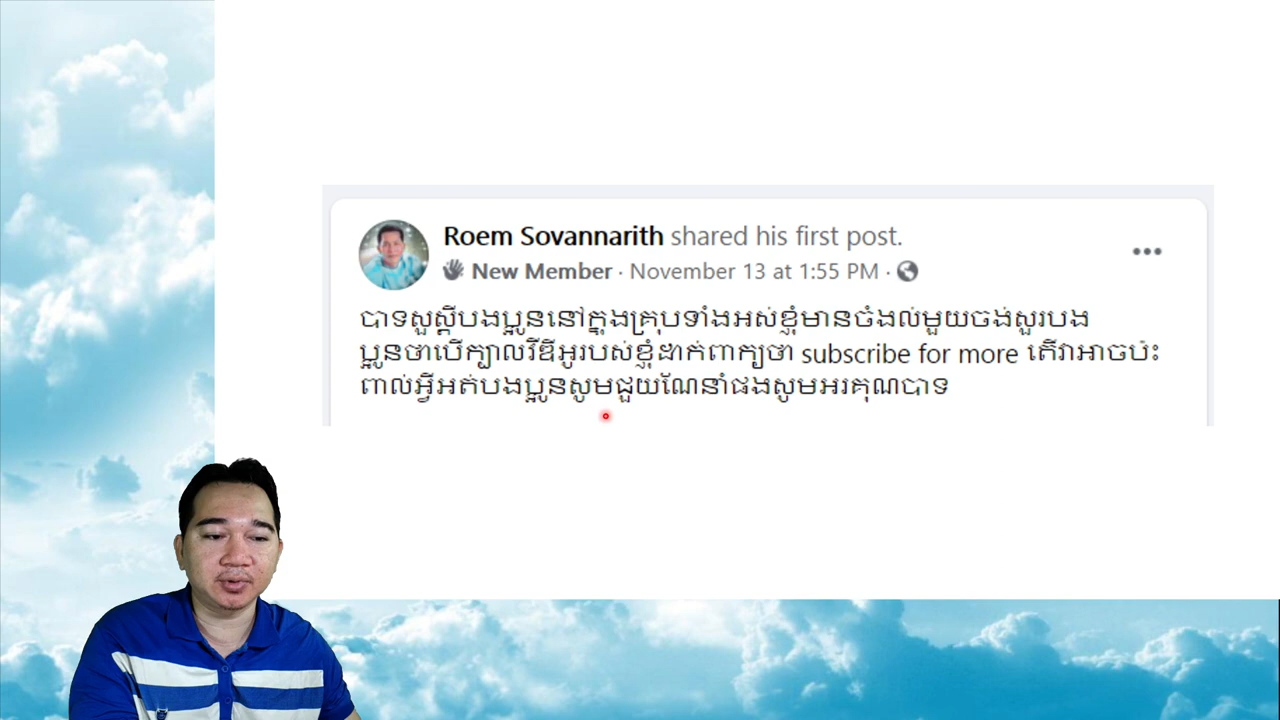 Roem Sovannarith shared his first post.
New Member · November 13 at 1:55 PM ·
បាទសួស្ដីបងប្អូននៅក្នុងគ្រុបទាំងអស់ខ្ញុំមានចំងល់មួយចង់សួរបង
ប្អូនថាបើក្បាលវីឌីអូរបស់ខ្ញុំដាក់ពាក្យថា subscribe for more តើវាអាចប៉ះ
ពាល់អ្វីអត់បងប្អូនសូមជួយណែនាំផងសូមអរគុណបាទ